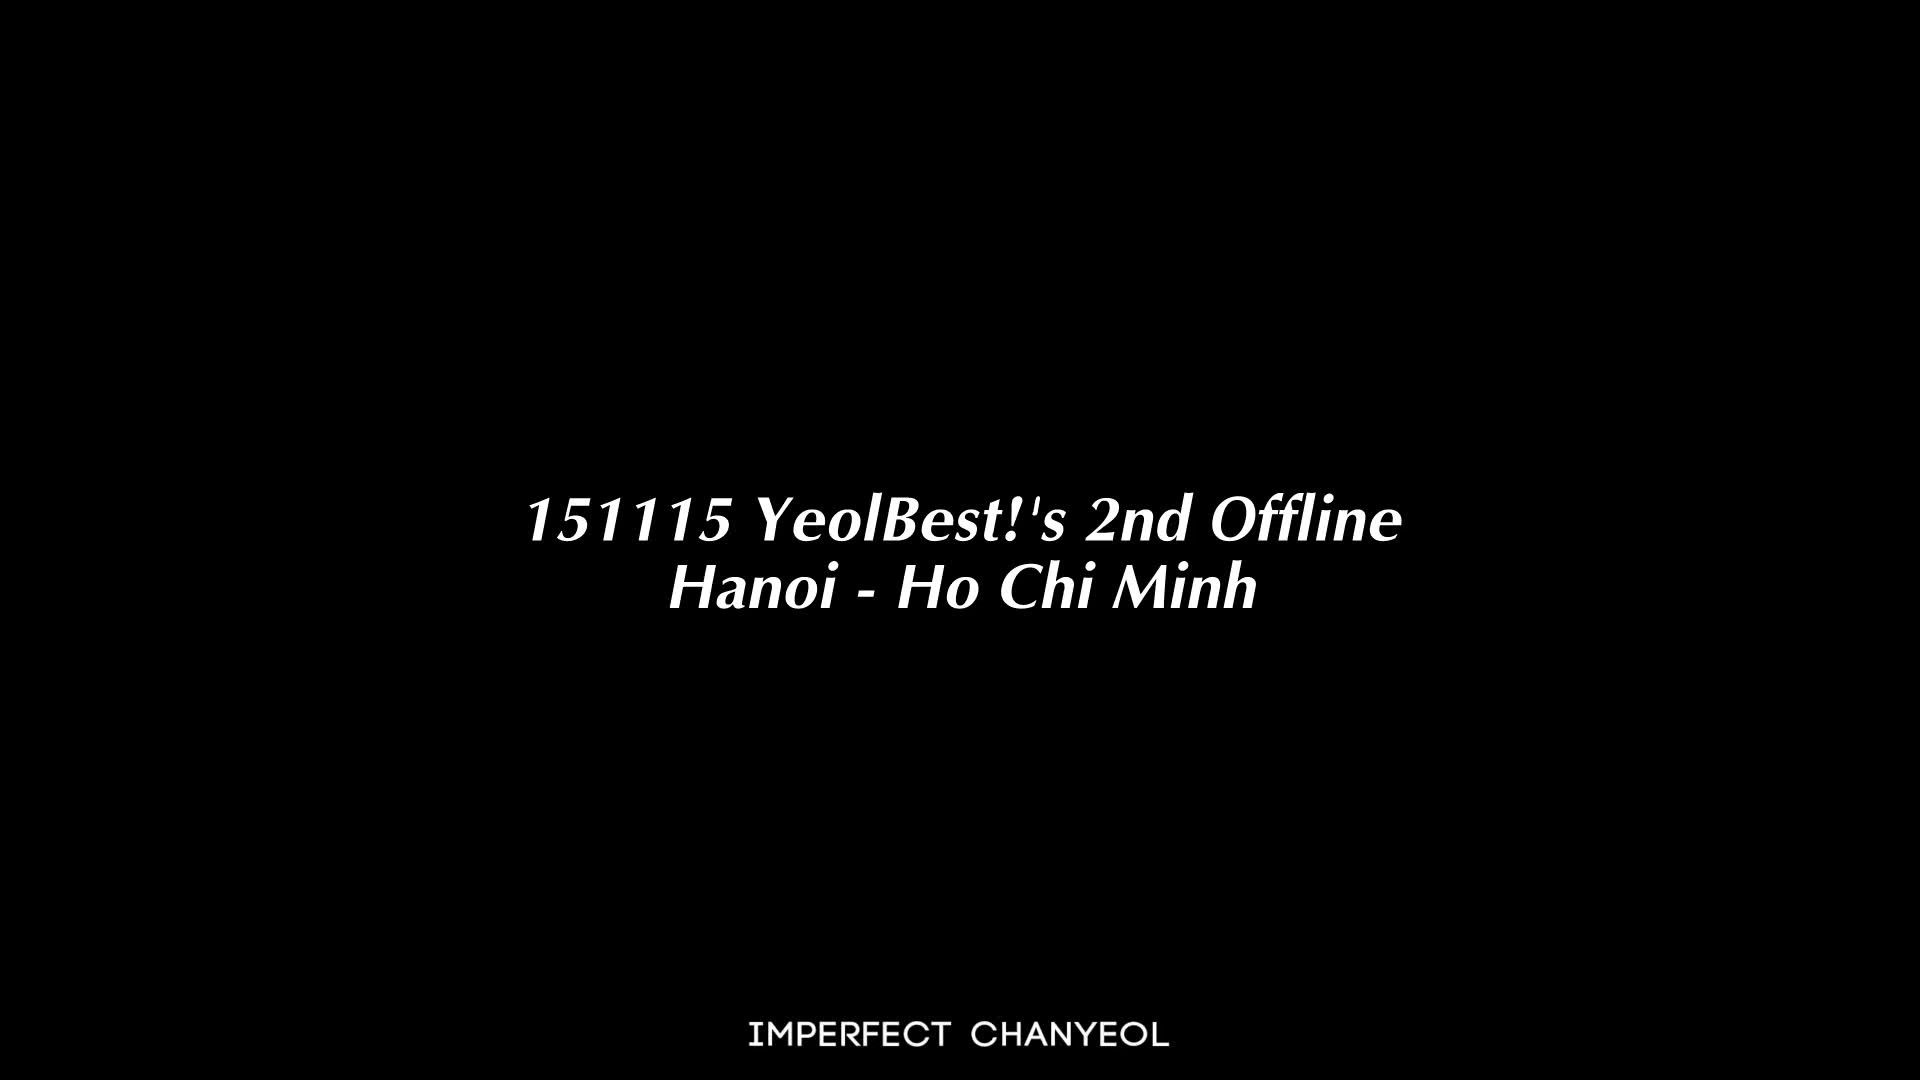 151115 YeolBest!'s 2nd Offline
Hanoi - Ho Chi Minh
IMPERFECT CHANYEOL